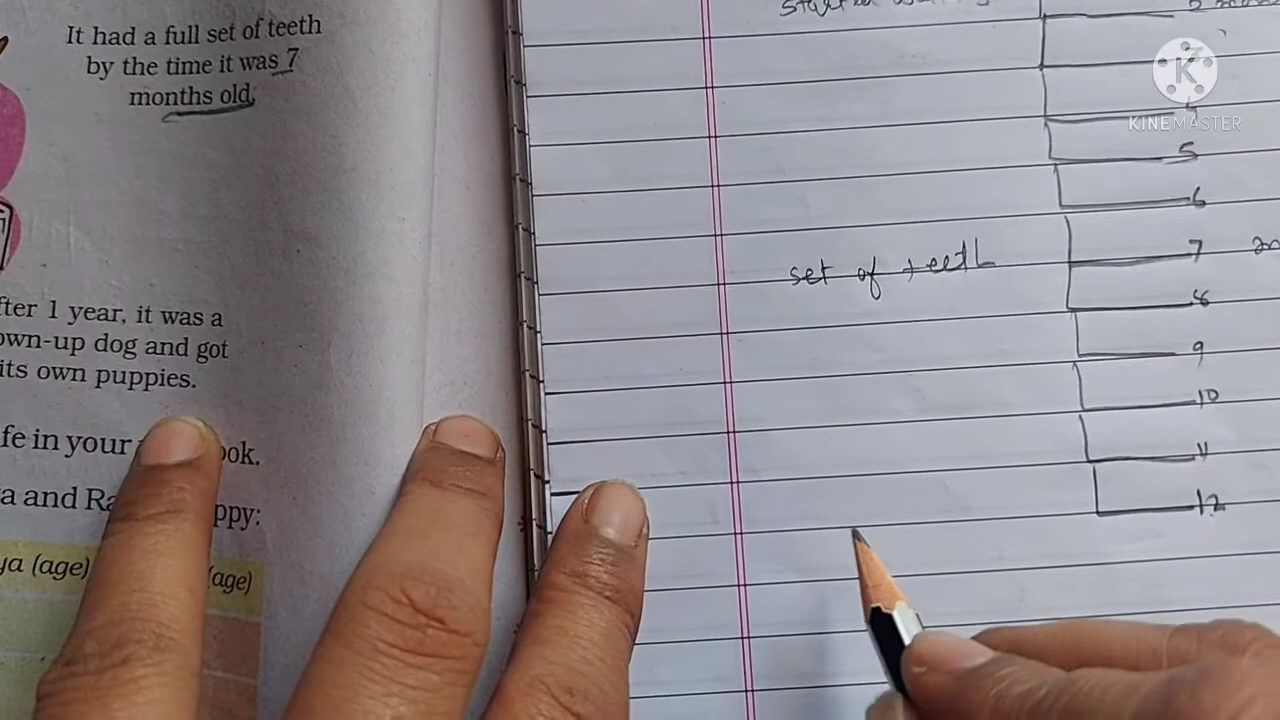 It had a full set of teeth
by the time it was 7
months old.
fter 1 year, it was a
own-up dog and got
its own puppies.
fe in your ook.
a and Ra ppy:
ya (age) (age)
5
6
set of teeth 7
8
9
10
11
12
KINEMASTER